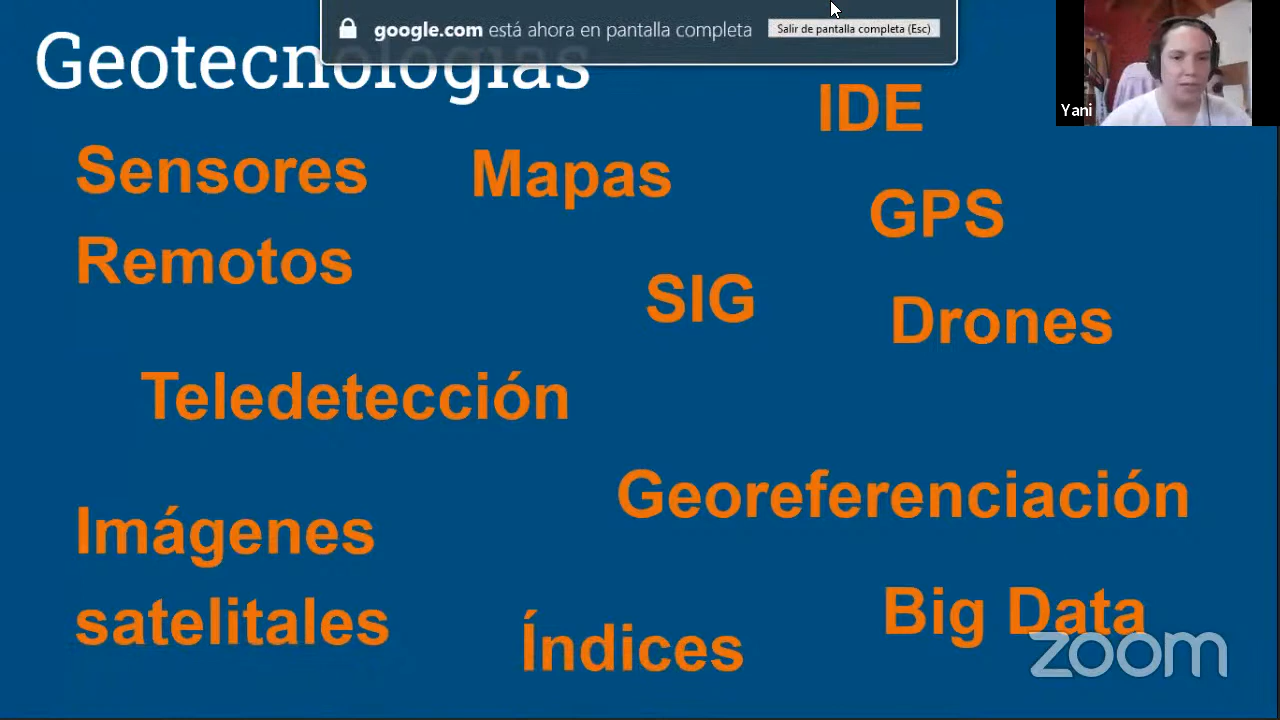 google.com está ahora en pantalla completa
Salir de pantalla completa (Esc)
Geotecnologías
Yani
IDE
Sensores
Remotos
Mapas
GPS
SIG
Drones
Teledetección
Georeferenciación
Imágenes
satelitales
Índices
Big Data
zoom